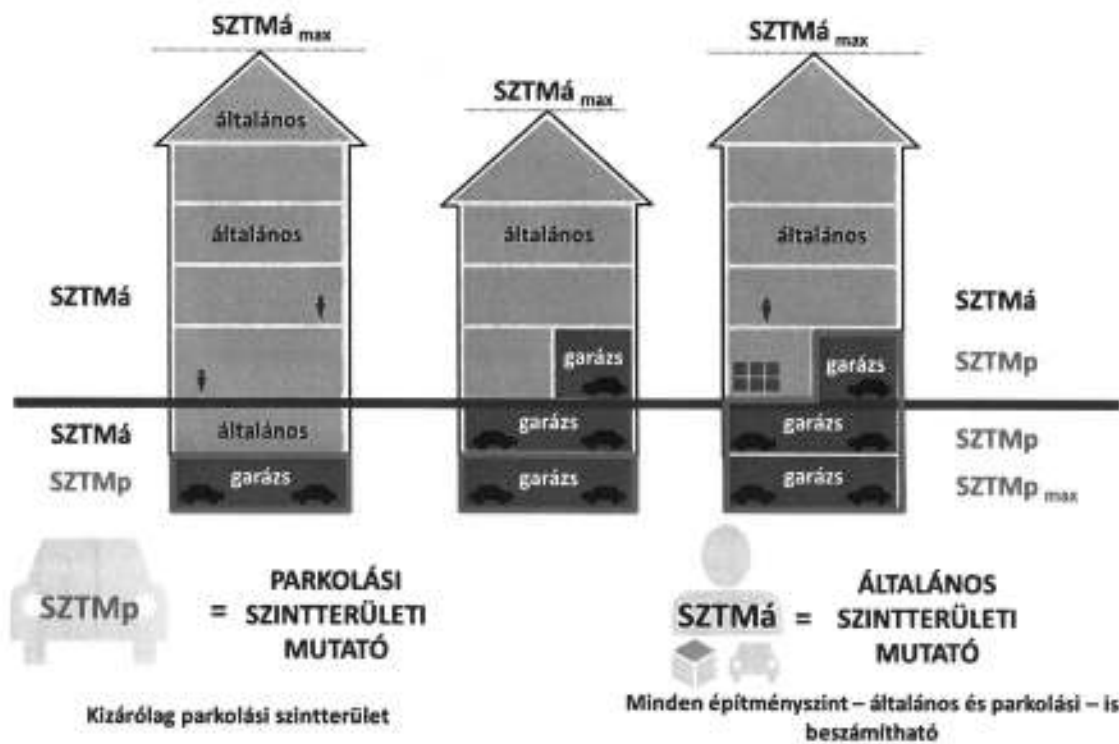 SZTMá max
SZTMá max
SZTMá max
általános
általános
általános
általános
SZTMá
SZTMá
garázs
garázs
SZTMp
SZTMá
általános
garázs
garázs
SZTMp
SZTMp
garázs
garázs
garázs
SZTMp max
SZTMp
= PARKOLÁSI
SZINTTERÜLETI
MUTATÓ
Kizárólag parkolási szintterület
SZTMá
= ÁLTALÁNOS
SZINTTERÜLETI
MUTATÓ
Minden építményszint – általános és parkolási – is
beszámítható